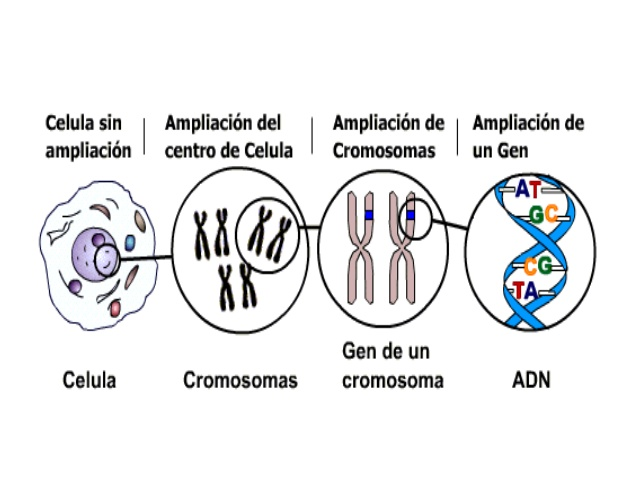 Celula sin
ampliación
Ampliación del
centro de Celula
Ampliación de
Cromosomas
Ampliación de
un Gen
AT
GC
CG
TA
Celula
Cromosomas
Gen de un
cromosoma
ADN